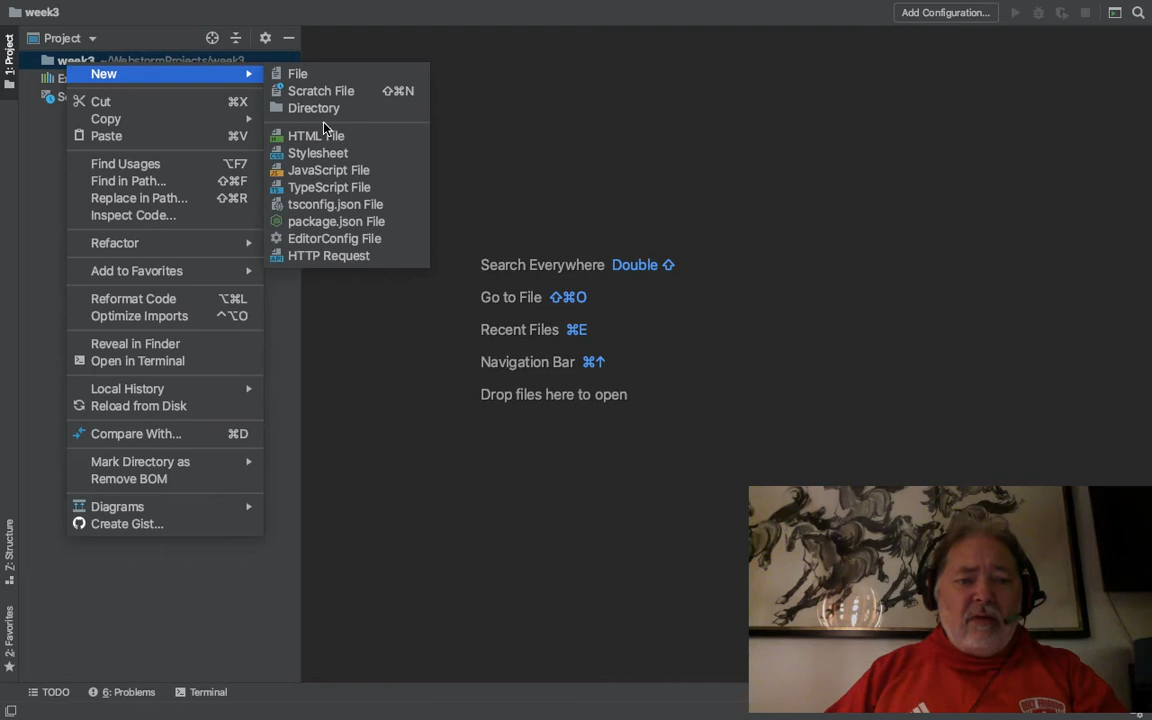 week3
Add Configuration...
1: Project
Project
week3 ~/WebstormProjects/week3
New
Cut ⌘X
Copy
Paste ⌘V
Find Usages ⌥F7
Find in Path... ⇧⌘F
Replace in Path... ⇧⌘R
Inspect Code...
Refactor
Add to Favorites
Reformat Code ⌥⌘L
Optimize Imports ^⌥O
Reveal in Finder
Open in Terminal
Local History
Reload from Disk
Compare With... ⌘D
Mark Directory as
Remove BOM
Diagrams
Create Gist...
File
Scratch File ⇧⌘N
Directory
HTML File
Stylesheet
JavaScript File
TypeScript File
tsconfig.json File
package.json File
EditorConfig File
HTTP Request
Search Everywhere Double ⇧
Go to File ⇧⌘O
Recent Files ⌘E
Navigation Bar ⌘↑
Drop files here to open
Z: Structure
2: Favorites
TODO
6: Problems
Terminal